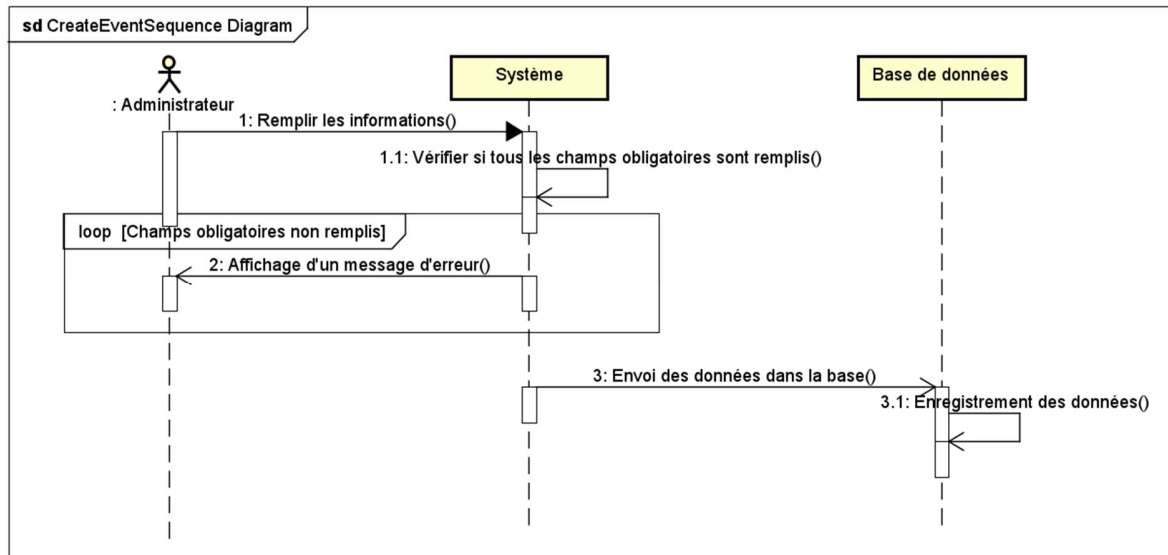 sd CreateEventSequence Diagram
: Administrateur
Système
Base de données
1: Remplir les informations()
1.1: Vérifier si tous les champs obligatoires sont remplis()
loop [Champs obligatoires non remplis]
2: Affichage d'un message d'erreur()
3: Envoi des données dans la base()
3.1: Enregistrement des données()